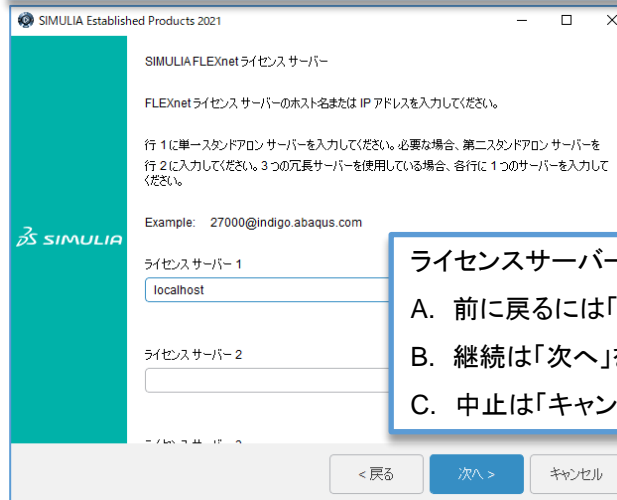 SIMULIA Established Products 2021
SIMULIA FLEXnet ライセンス サーバー
FLEXnet ライセンス サーバーのホスト名または IP アドレスを入力してください。
行 1 に単一スタンドアロン サーバーを入力してください。必要な場合、第二スタンドアロン サーバーを
行 2 に入力してください。3 つの冗長サーバーを使用している場合、各行に 1 つのサーバーを入力して
ください。
Example: 27000@indigo.abaqus.com
SIMULIA
ライセンス サーバー 1
localhost
ライセンス サーバー 2
ライセンスサーバー
A. 前に戻るには「
B. 継続は「次へ」
C. 中止は「キャン
< 戻る
次へ >
キャンセル